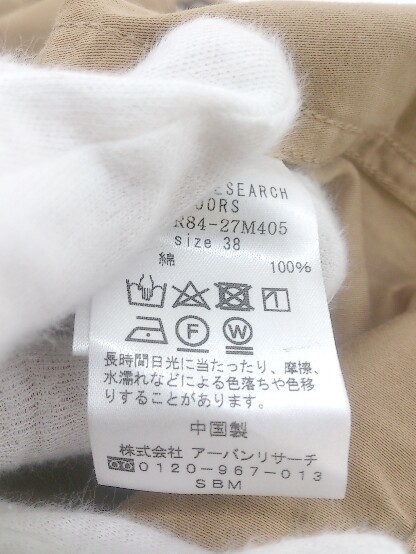 ESEARCH
OORS
R84-27M405
size 38
綿 100%
F W
長時間日光に当たったり、摩擦、
水濡れなどによる色落ちや色移
りすることがあります。
中国製
株式会社 アーバンリサーチ
0120-967-013
SBM